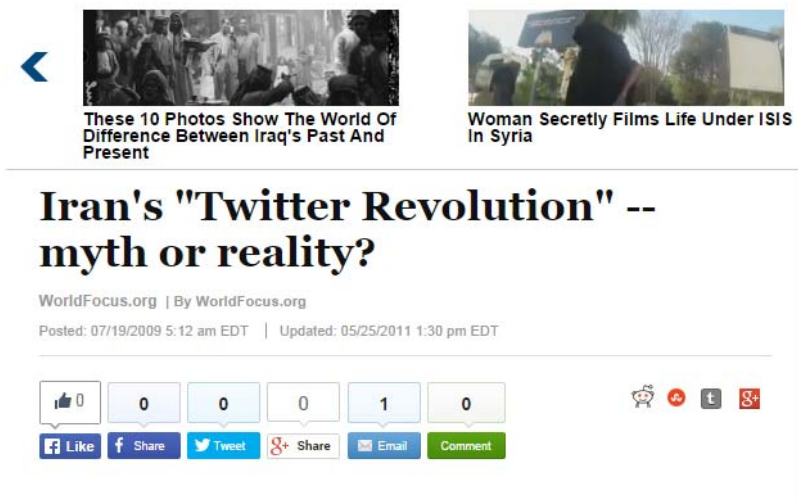 These 10 Photos Show The World Of
Difference Between Iraq's Past And
Present
Woman Secretly Films Life Under ISIS
In Syria
Iran's "Twitter Revolution" --
myth or reality?
WorldFocus.org | By WorldFocus.org
Posted: 07/19/2009 5:12 am EDT | Updated: 05/25/2011 1:30 pm EDT
0 0 0 0 1 0
Like Share Tweet Share Email Comment